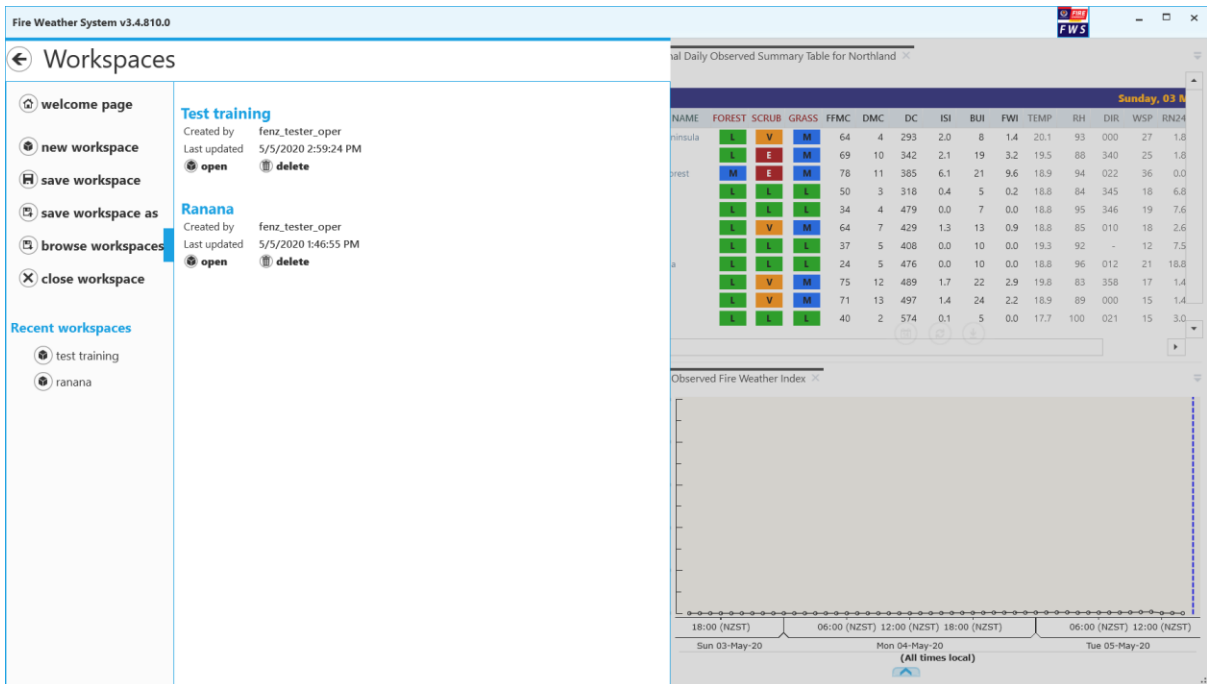 Fire Weather System v3.4.810.0
FIRE
FWS
Workspaces
welcome page
new workspace
save workspace
save workspace as
browse workspaces
close workspace
Recent workspaces
test training
ranana
Test training
Created by fenz_tester_oper
Last updated 5/5/2020 2:59:24 PM
open delete
Ranana
Created by fenz_tester_oper
Last updated 5/5/2020 1:46:55 PM
open delete
nal Daily Observed Summary Table for Northland
Sunday, 03 M
NAME FOREST SCRUB GRASS FFMC DMC DC ISI BUI FWI TEMP RH DIR WSP RN24
ninsula L V M 64 4 293 2.0 8 1.4 20.1 93 000 27 1.8
L E M 69 10 342 2.1 19 3.2 19.5 88 340 25 1.8
orest M E M 78 11 385 6.1 21 9.6 18.9 94 022 36 0.0
L L L 50 3 318 0.4 5 0.2 18.8 84 345 18 6.8
L L L 34 4 479 0.0 7 0.0 18.8 95 346 19 7.6
L V M 64 7 429 1.3 13 0.9 18.8 85 010 18 2.6
L L L 37 5 408 0.0 10 0.0 19.3 92 - 12 7.5
a L L L 24 5 476 0.0 10 0.0 18.8 96 012 21 18.8
L V M 75 12 489 1.7 22 2.9 19.8 83 358 17 1.4
L V M 71 13 497 1.4 24 2.2 18.9 89 000 15 1.4
L L L 40 2 574 0.1 5 0.0 17.7 100 021 15 3.0
Observed Fire Weather Index
18:00 (NZST) 06:00 (NZST) 12:00 (NZST) 18:00 (NZST) 06:00 (NZST) 12:00 (NZST)
Sun 03-May-20 Mon 04-May-20 Tue 05-May-20
(All times local)